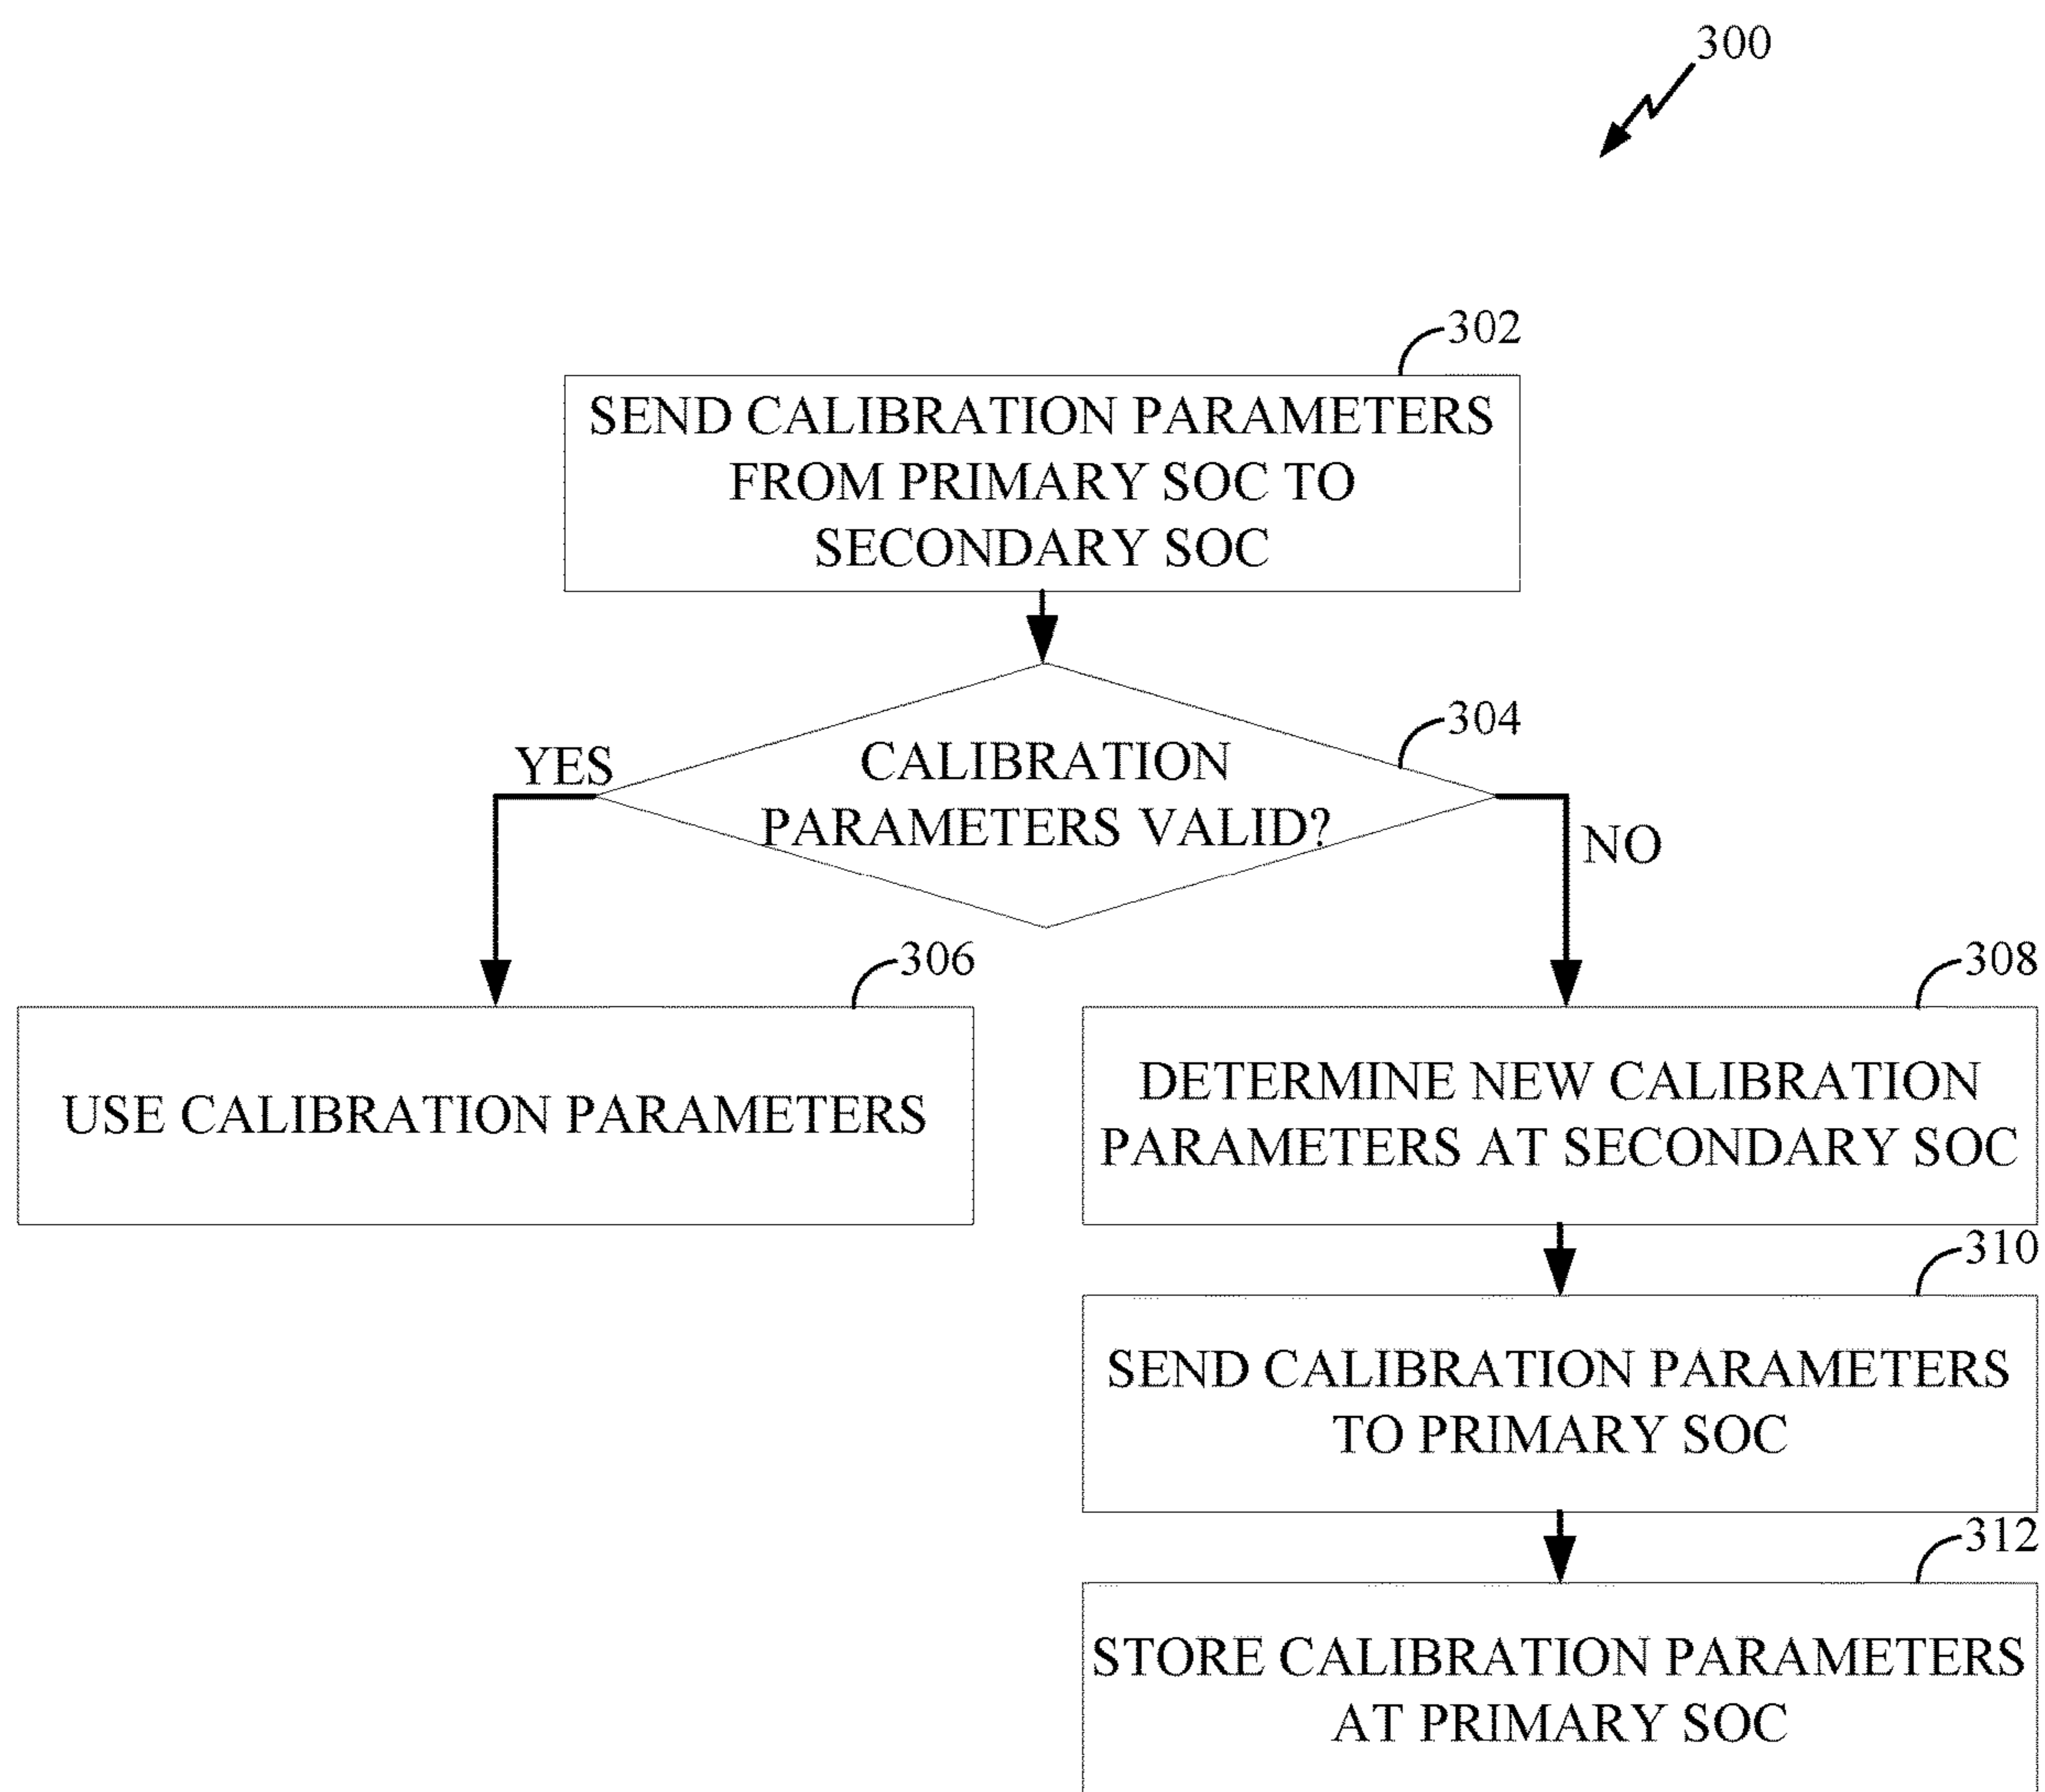 300
302
SEND CALIBRATION PARAMETERS
FROM PRIMARY SOC TO
SECONDARY SOC
304
YES
CALIBRATION
PARAMETERS VALID?
NO
306
308
USE CALIBRATION PARAMETERS
DETERMINE NEW CALIBRATION
PARAMETERS AT SECONDARY SOC
310
SEND CALIBRATION PARAMETERS
TO PRIMARY SOC
312
STORE CALIBRATION PARAMETERS
AT PRIMARY SOC